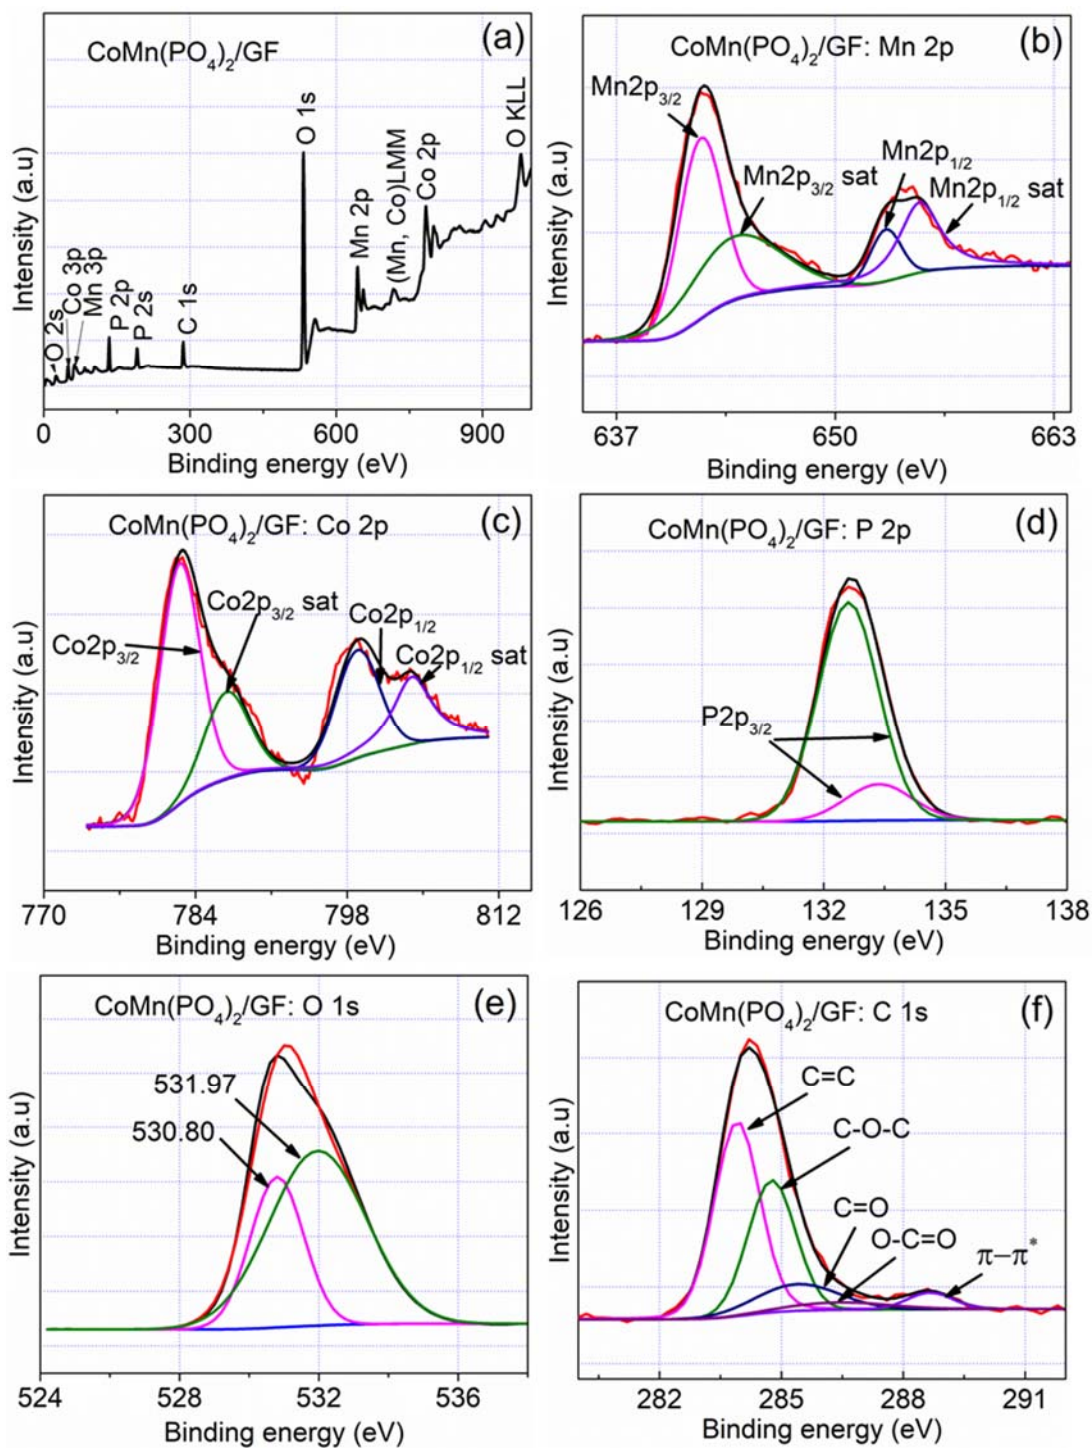 (a)
CoMn(PO₄)₂/GF
Intensity (a.u)
O 2s
Co 3p
Mn 3p
P 2p
P 2s
C 1s
O 1s
Mn 2p
(Mn, Co)LMM
Co 2p
O KLL
0 300 600 900
Binding energy (eV)
(b)
CoMn(PO₄)₂/GF: Mn 2p
Intensity (a.u)
Mn2p₃/₂
Mn2p₃/₂ sat
Mn2p₁/₂
Mn2p₁/₂ sat
637 650 663
Binding energy (eV)
(c)
CoMn(PO₄)₂/GF: Co 2p
Intensity (a.u)
Co2p₃/₂
Co2p₃/₂ sat
Co2p₁/₂
Co2p₁/₂ sat
770 784 798 812
Binding energy (eV)
(d)
CoMn(PO₄)₂/GF: P 2p
Intensity (a.u)
P2p₃/₂
126 129 132 135 138
Binding energy (eV)
(e)
CoMn(PO₄)₂/GF: O 1s
Intensity (a.u)
531.97
530.80
524 528 532 536
Binding energy (eV)
(f)
CoMn(PO₄)₂/GF: C 1s
Intensity (a.u)
C=C
C-O-C
C=O
O-C=O
π–π*
282 285 288 291
Binding energy (eV)